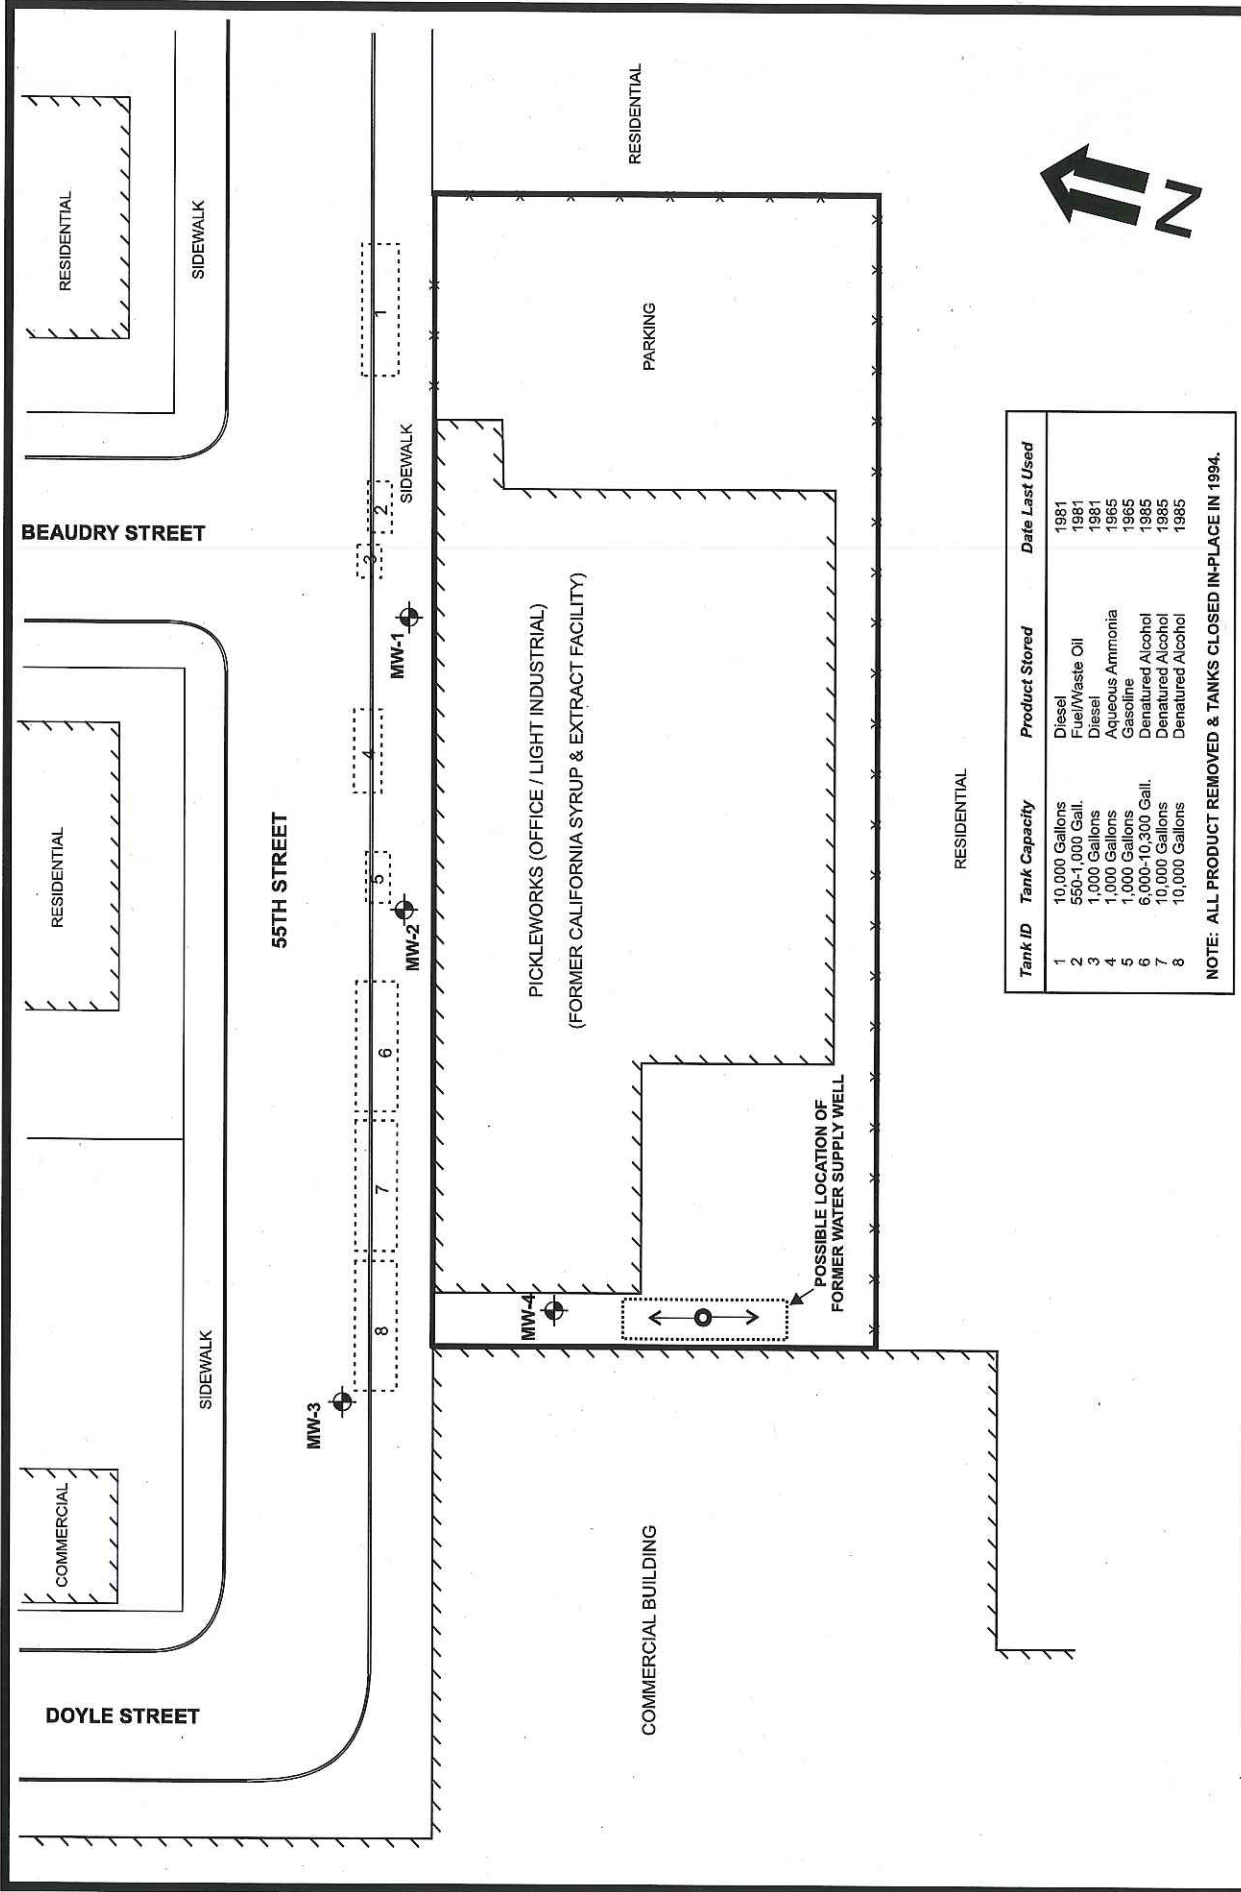 DOYLE STREET
BEAUDRY STREET
COMMERCIAL
RESIDENTIAL
RESIDENTIAL
SIDEWALK
SIDEWALK
55TH STREET
MW-3
MW-2
MW-1
SIDEWALK
8
7
6
5
4
3
2
1
MW-4
PICKLEWORKS (OFFICE / LIGHT INDUSTRIAL)
(FORMER CALIFORNIA SYRUP & EXTRACT FACILITY)
COMMERCIAL BUILDING
PARKING
RESIDENTIAL
POSSIBLE LOCATION OF
FORMER WATER SUPPLY WELL
RESIDENTIAL
Tank ID Tank Capacity Product Stored Date Last Used
1 10,000 Gallons Diesel 1981
2 550-1,000 Gall. Fuel/Waste Oil 1981
3 1,000 Gallons Diesel 1981
4 1,000 Gallons Aqueous Ammonia 1965
5 1,000 Gallons Gasoline 1965
6 6,000-10,300 Gall. Denatured Alcohol 1985
7 10,000 Gallons Denatured Alcohol 1985
8 10,000 Gallons Denatured Alcohol 1985
NOTE: ALL PRODUCT REMOVED & TANKS CLOSED IN-PLACE IN 1994.
N